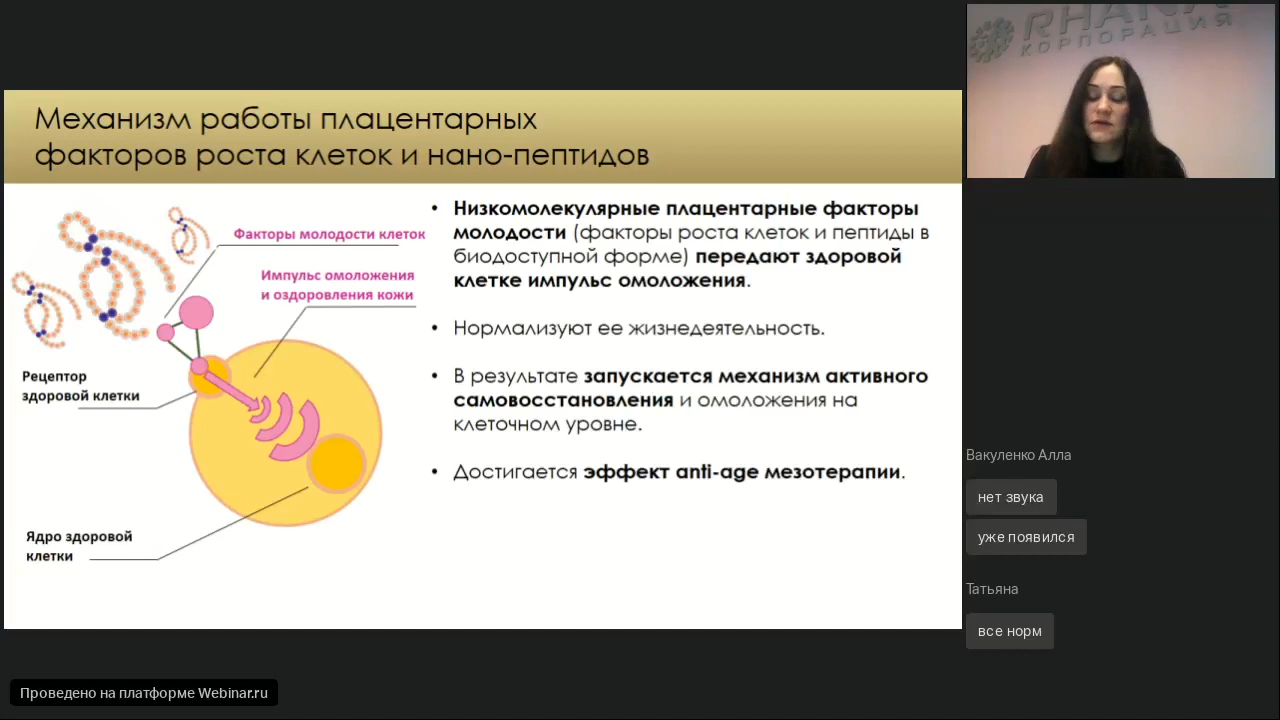 Механизм работы плацентарных
факторов роста клеток и нано-пептидов
Факторы молодости клеток
Импульс омоложения
и оздоровления кожи
Рецептор
здоровой клетки
Ядро здоровой
клетки
• Низкомолекулярные плацентарные факторы
молодости (факторы роста клеток и пептиды в
биодоступной форме) передают здоровой
клетке импульс омоложения.
• Нормализуют ее жизнедеятельность.
• В результате запускается механизм активного
самовосстановления и омоложения на
клеточном уровне.
• Достигается эффект anti-age мезотерапии.
КОРПОРАЦИЯ
Вакуленко Алла
нет звука
уже появился
Татьяна
все норм
Проведено на платформе Webinar.ru